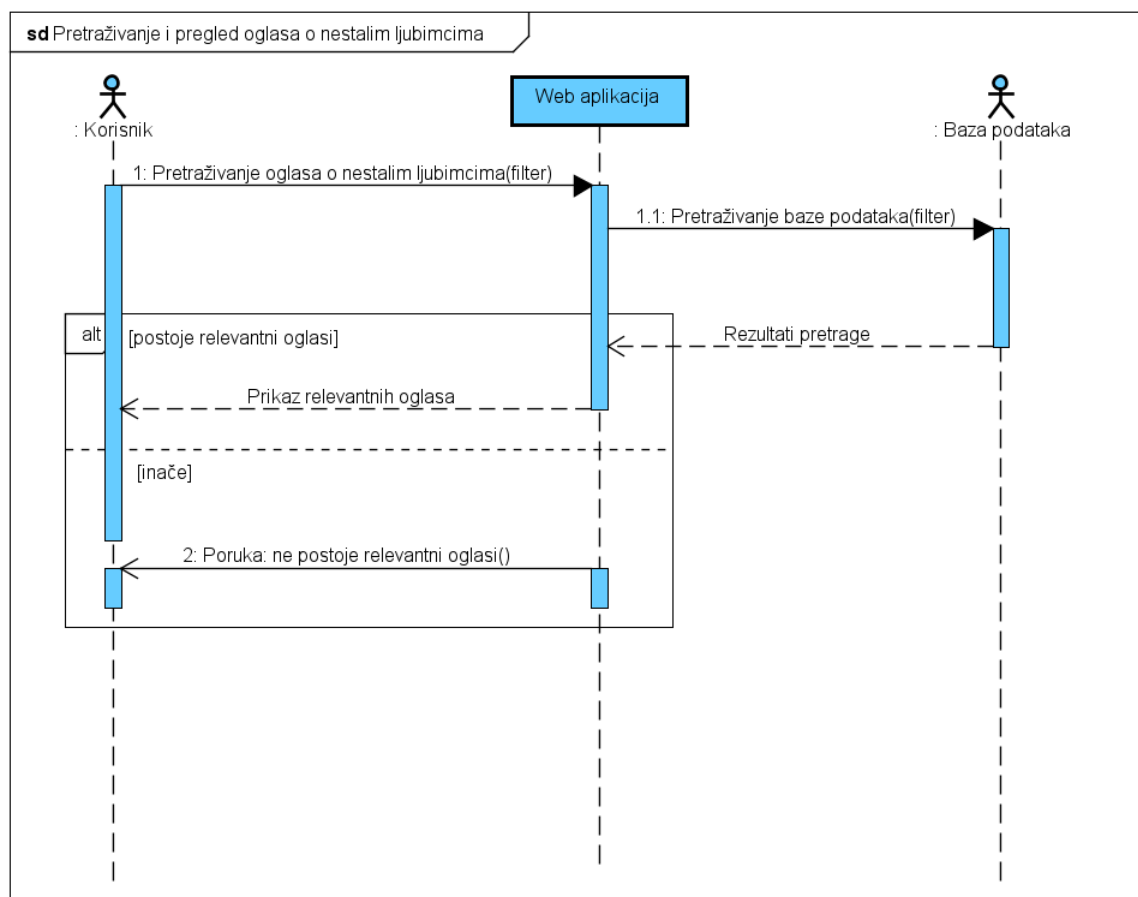 sd Pretraživanje i pregled oglasa o nestalim ljubimcima
Web aplikacija
: Korisnik
: Baza podataka
1: Pretraživanje oglasa o nestalim ljubimcima(filter)
1.1: Pretraživanje baze podataka(filter)
alt
[postoje relevantni oglasi]
Rezultati pretrage
Prikaz relevantnih oglasa
[inače]
2: Poruka: ne postoje relevantni oglasi()